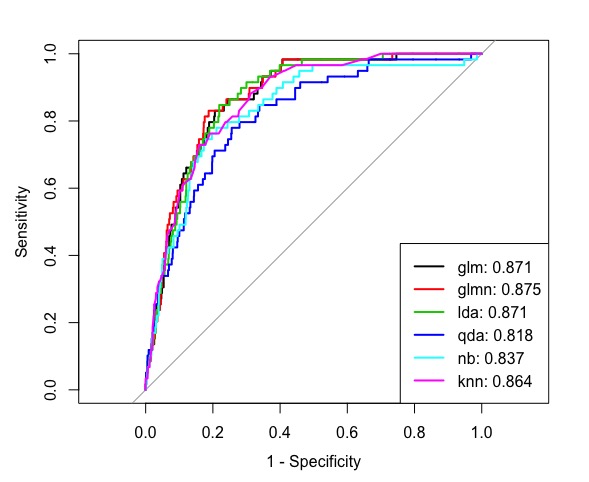 1.0
0.8
0.6
0.4
0.2
0.0
Sensitivity
glm: 0.871
glmn: 0.875
lda: 0.871
qda: 0.818
nb: 0.837
knn: 0.864
0.0 0.2 0.4 0.6 0.8 1.0
1 - Specificity